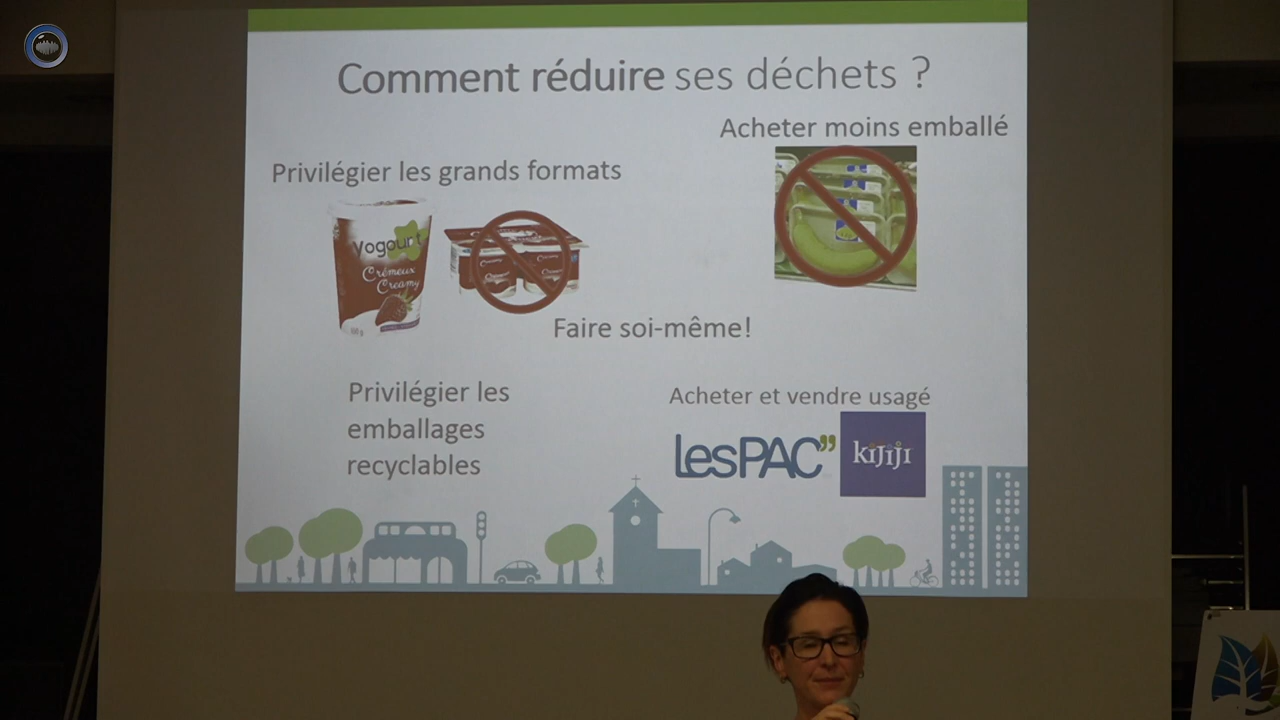 Comment réduire ses déchets ?
Acheter moins emballé
Privilégier les grands formats
Yogourt
Crémeux
Creamy
Faire soi-même!
Privilégier les
emballages
recyclables
Acheter et vendre usagé
lesPAC
kijiji